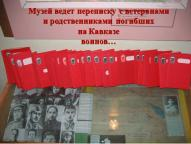 Музей ведет переписку с ветеранами
и родственниками погибших
на Кавказе
воинов…